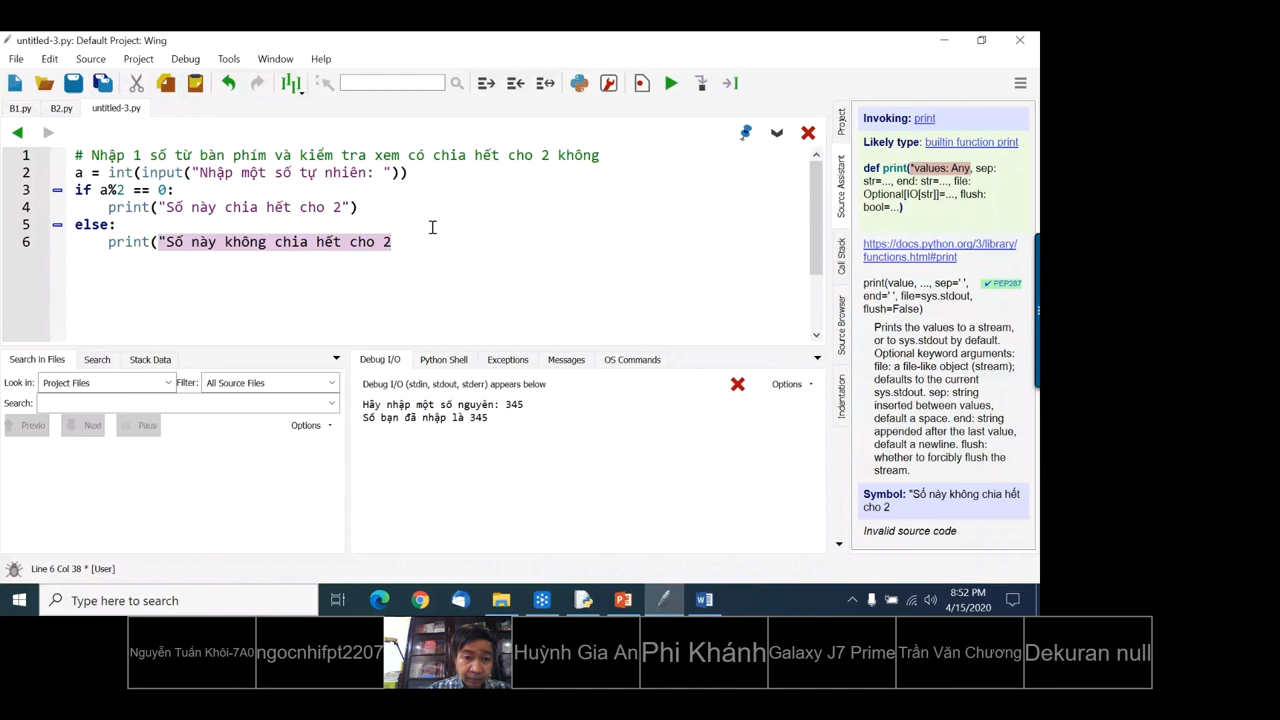 untitled-3.py: Default Project: Wing
File Edit Source Project Debug Tools Window Help
B1.py B2.py untitled-3.py
1 # Nhập 1 số từ bàn phím và kiểm tra xem có chia hết cho 2 không
2 a = int(input("Nhập một số tự nhiên: "))
3 if a%2 == 0:
4 print("Số này chia hết cho 2")
5 else:
6 print("Số này không chia hết cho 2
Project
Source Assistant
Call Stack
Source Browser
Indentation
Invoking: print
Likely type: builtin function print
def print(*values: Any, sep:
str=..., end: str=..., file:
Optional[IO[str]]=..., flush:
bool=...)
https://docs.python.org/3/library/
functions.html#print
print(value, ..., sep=' ', ✔ PEP287
end=' ', file=sys.stdout,
flush=False)
Prints the values to a stream,
or to sys.stdout by default.
Optional keyword arguments:
file: a file-like object (stream);
defaults to the current
sys.stdout. sep: string
inserted between values,
default a space. end: string
appended after the last value,
default a newline. flush:
whether to forcibly flush the
stream.
Symbol: "Số này không chia hết
cho 2
Invalid source code
Search in Files Search Stack Data
Look in: Project Files Filter: All Source Files
Search:
Previo Next Paus Options
Debug I/O Python Shell Exceptions Messages OS Commands
Debug I/O (stdin, stdout, stderr) appears below Options
Hãy nhập một số nguyên: 345
Số bạn đã nhập là 345
Line 6 Col 38 * [User]
Type here to search
8:52 PM
4/15/2020
Nguyễn Tuấn Khôi-7A0 ngocnhifpt2207 Huỳnh Gia An Phi Khánh Galaxy J7 Prime Trần Văn Chương Dekuran null